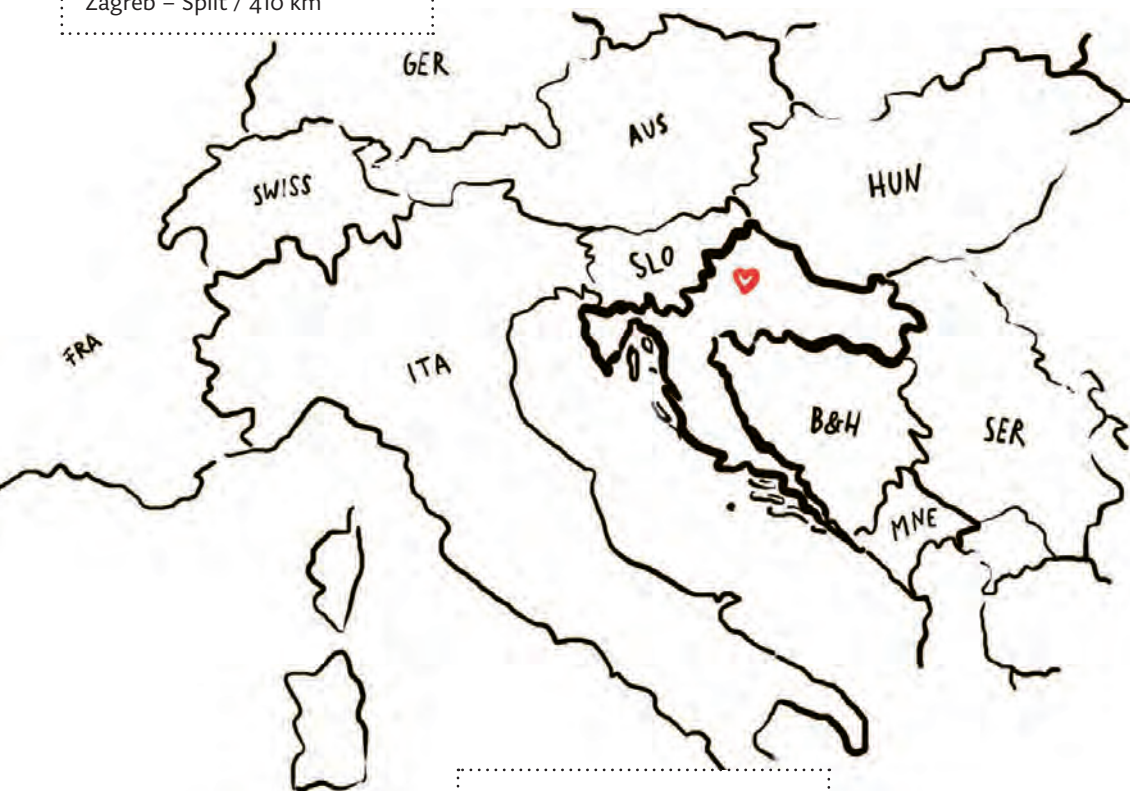 Zagreb – Split / 410 km
GER
AUS
SWISS
HUN
SLO
FRA
ITA
B&H
SER
MNE